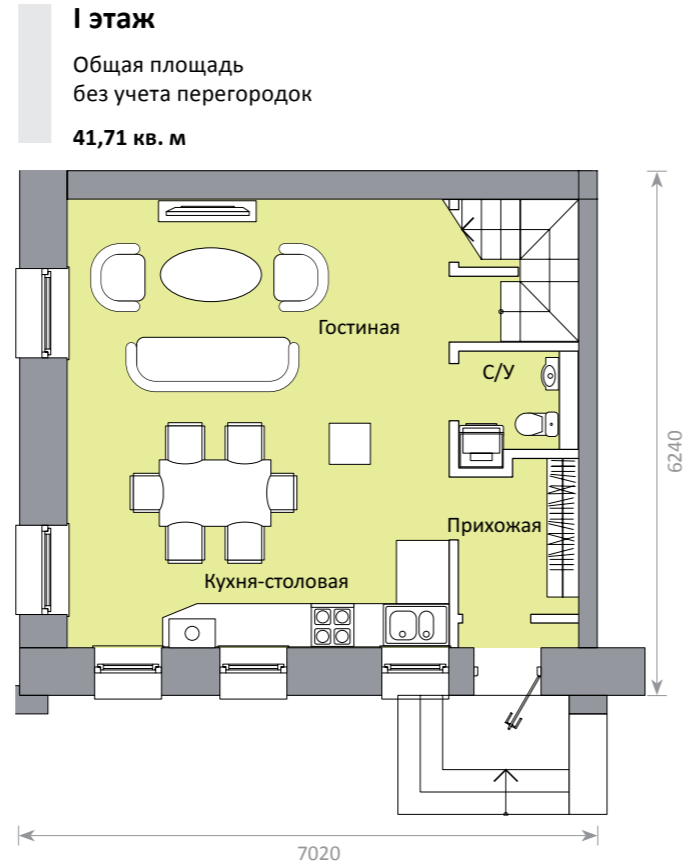 I этаж
Общая площадь
без учета перегородок
41,71 кв. м
Гостиная
С/У
6240
Прихожая
Кухня-столовая
7020